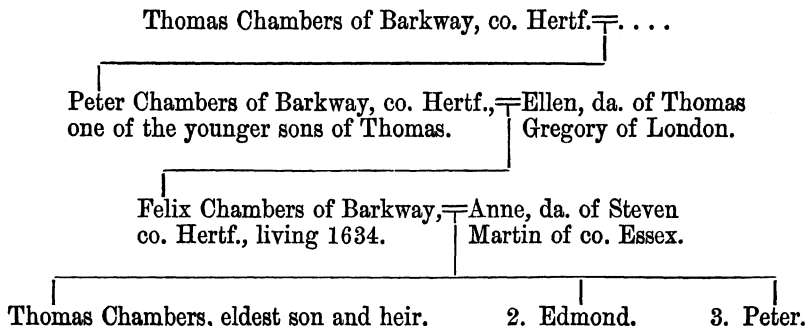 Thomas Chambers of Barkway, co. Hertf.=....
Peter Chambers of Barkway, co. Hertf.,=Ellen, da. of Thomas
one of the younger sons of Thomas. Gregory of London.
Felix Chambers of Barkway,=Anne, da. of Steven
co. Hertf., living 1634. Martin of co. Essex.
Thomas Chambers, eldest son and heir. 2. Edmond. 3. Peter.